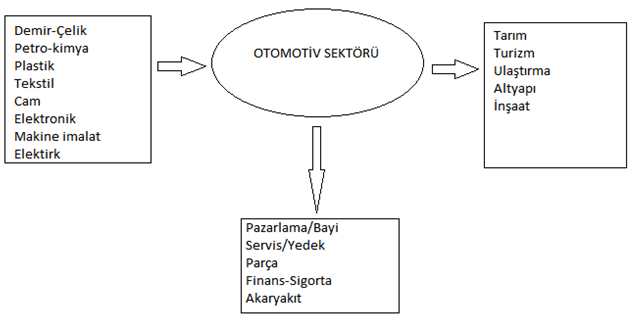 Demir-Çelik
Petro-kimya
Plastik
Tekstil
Cam
Elektronik
Makine imalat
Elektirk
OTOMOTİV SEKTÖRÜ
Tarım
Turizm
Ulaştırma
Altyapı
İnşaat
Pazarlama/Bayi
Servis/Yedek
Parça
Finans-Sigorta
Akaryakıt